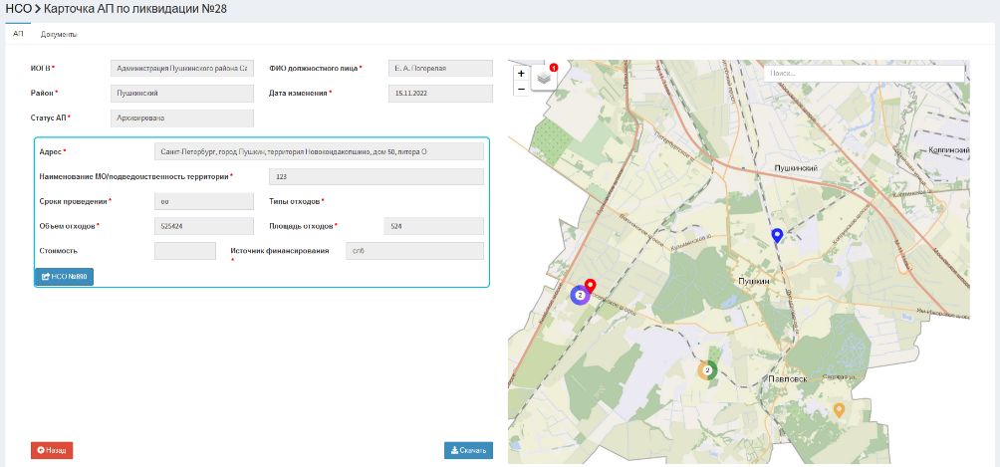 НСО > Карточка АП по ликвидации №28
АП Документы
ИОГВ * Администрация Пушкинского района Са ФИО должностного лица * Е. А. Погорелая
Район * Пушкинский Дата изменения * 15.11.2022
Статус АП * Архивирована
Адрес * Санкт-Петербург, город Пушкин, территория Новокондакопшино, дом 50, литера О
Наименование МО/подведомственность территории * 123
Сроки проведения * оо Типы отходов *
Объем отходов * 525424 Площадь отходов * 524
Стоимость Источник финансирования * спб
НСО №890
Назад Скачать
+
−
1
Поиск...
Колпинский
Пушкинский
Пушкин
2
2
Павловск